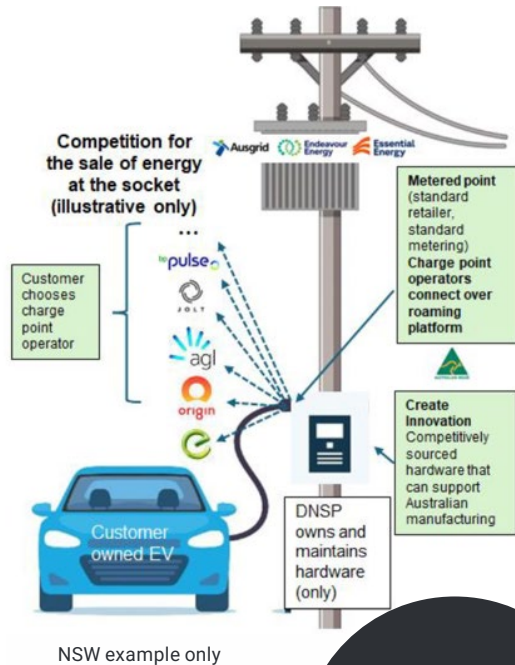 Competition for
the sale of energy
at the socket
(illustrative only)
Ausgrid
Endeavour
Energy
Essential
Energy
Metered point
(standard
retailer,
standard
metering)
Charge point
operators
connect over
roaming
platform
...
bp pulse
JOLT
agl
origin
Customer
chooses
charge
point
operator
Create
Innovation
Competitively
sourced
hardware that
can support
Australian
manufacturing
DNSP
owns and
maintains
hardware
(only)
Customer
owned EV
NSW example only